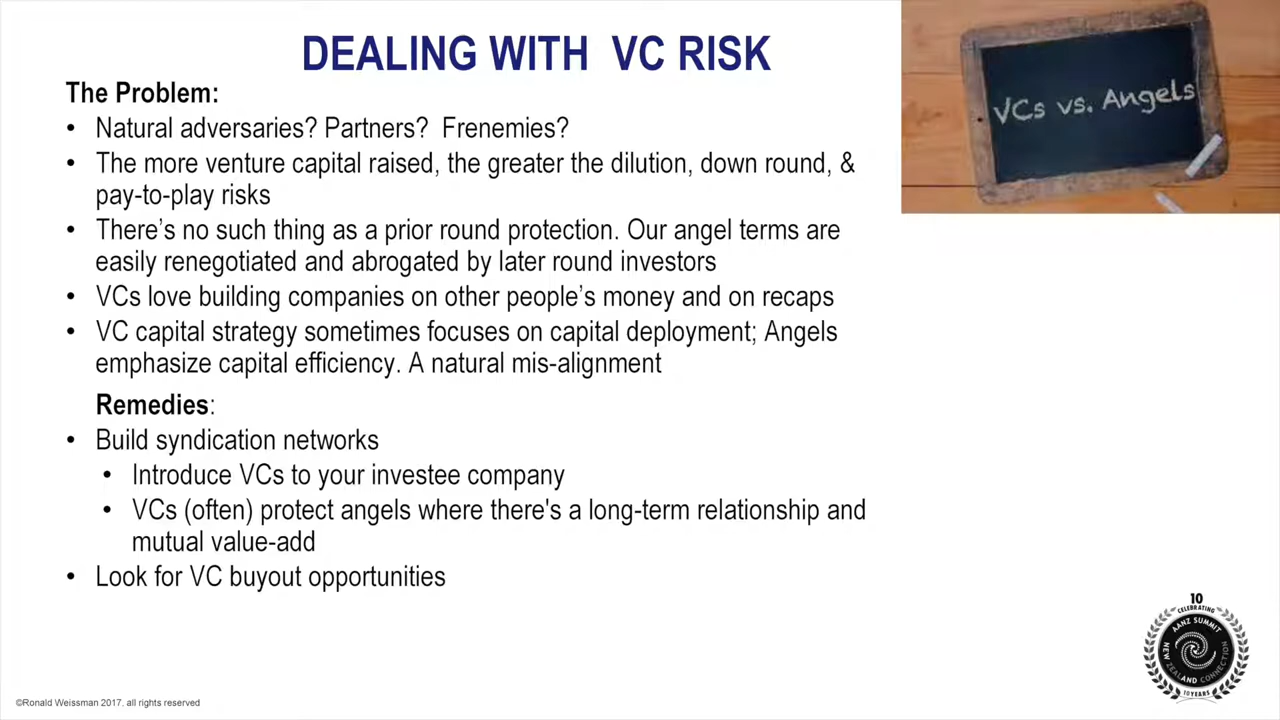 DEALING WITH VC RISK
VCs vs. Angels
The Problem:
• Natural adversaries? Partners? Frenemies?
• The more venture capital raised, the greater the dilution, down round, &
pay-to-play risks
• There's no such thing as a prior round protection. Our angel terms are
easily renegotiated and abrogated by later round investors
• VCs love building companies on other people's money and on recaps
• VC capital strategy sometimes focuses on capital deployment; Angels
emphasize capital efficiency. A natural mis-alignment
Remedies:
• Build syndication networks
• Introduce VCs to your investee company
• VCs (often) protect angels where there's a long-term relationship and
mutual value-add
• Look for VC buyout opportunities
10
CELEBRATING
AANZ SUMMIT
NEW ZEALAND CONNECTION
10 YEARS
©Ronald Weissman 2017. all rights reserved